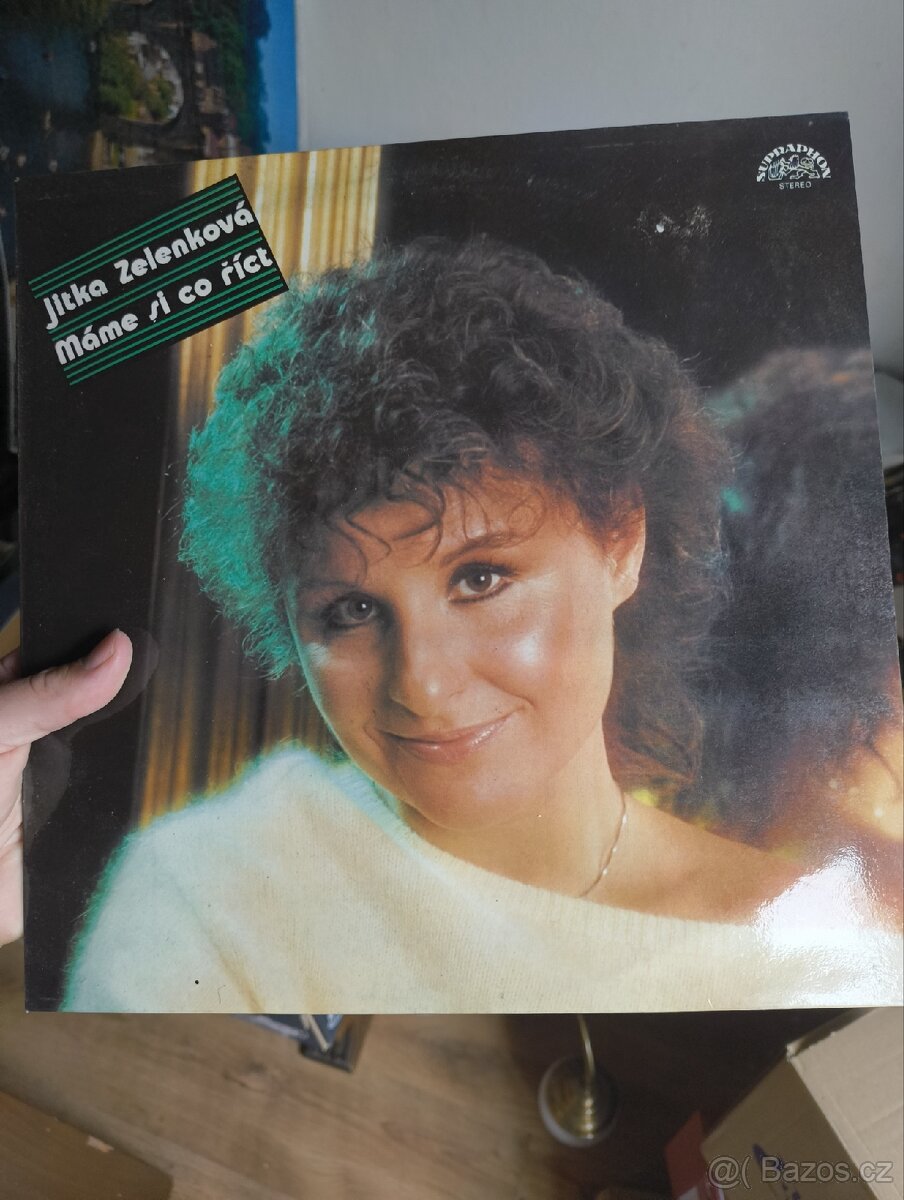 Jitka Zelenková
Máme si co říct
SUPRAPHON
STEREO
@( Bazos.cz